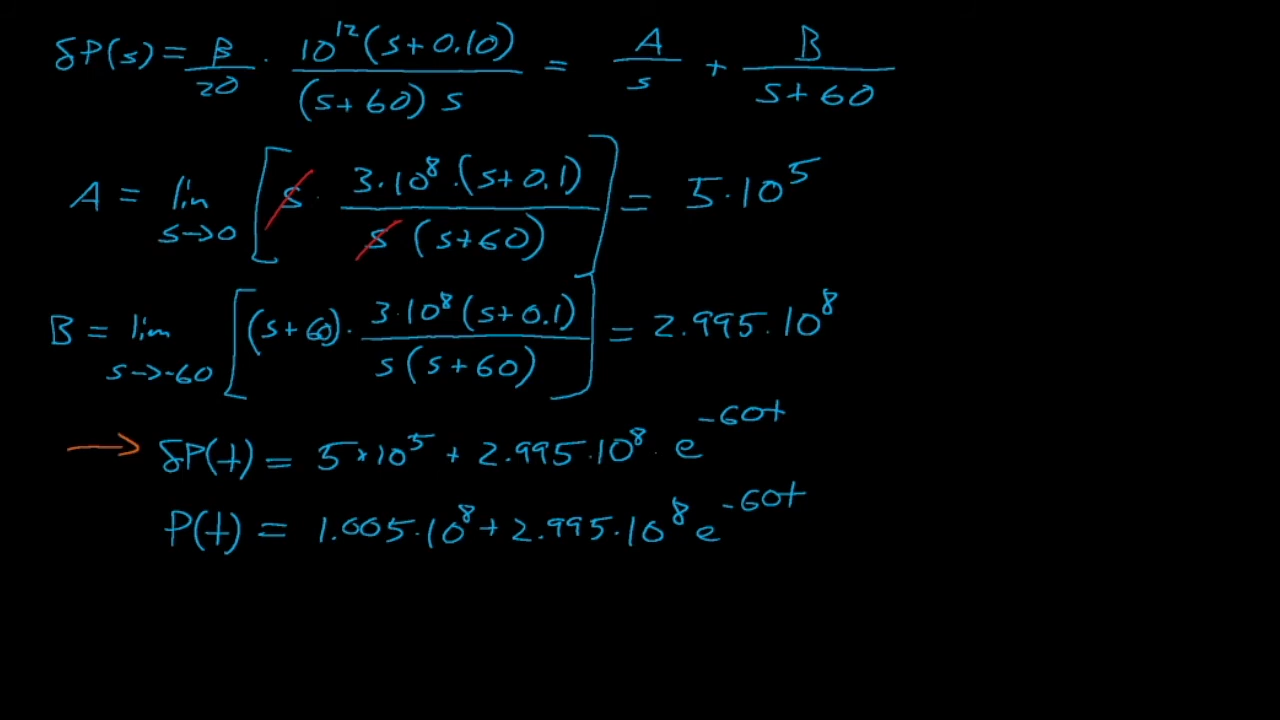 δP(s) = β/20 · 10¹²(s+0.10)/((s+60) s) = A/s + B/(s+60)
A = lim s→0 [s · 3·10⁸·(s+0.1)/(s (s+60))] = 5·10⁵
B = lim s→-60 [(s+60)· 3·10⁸(s+0.1)/(s(s+60))] = 2.995·10⁸
→ δP(t) = 5*10⁵ + 2.995·10⁸· e^(-60t)
P(t) = 1.005·10⁸ + 2.995·10⁸ e^(-60t)